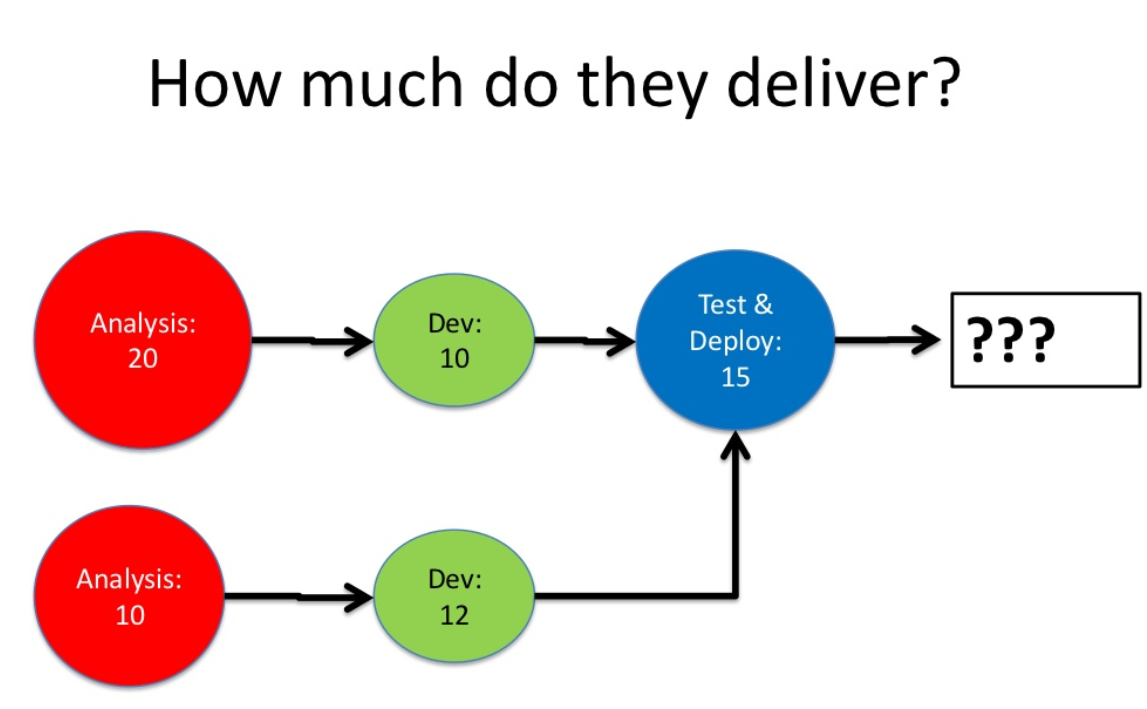 How much do they deliver?
Analysis:
20
Dev:
10
Test &
Deploy:
15
???
Analysis:
10
Dev:
12